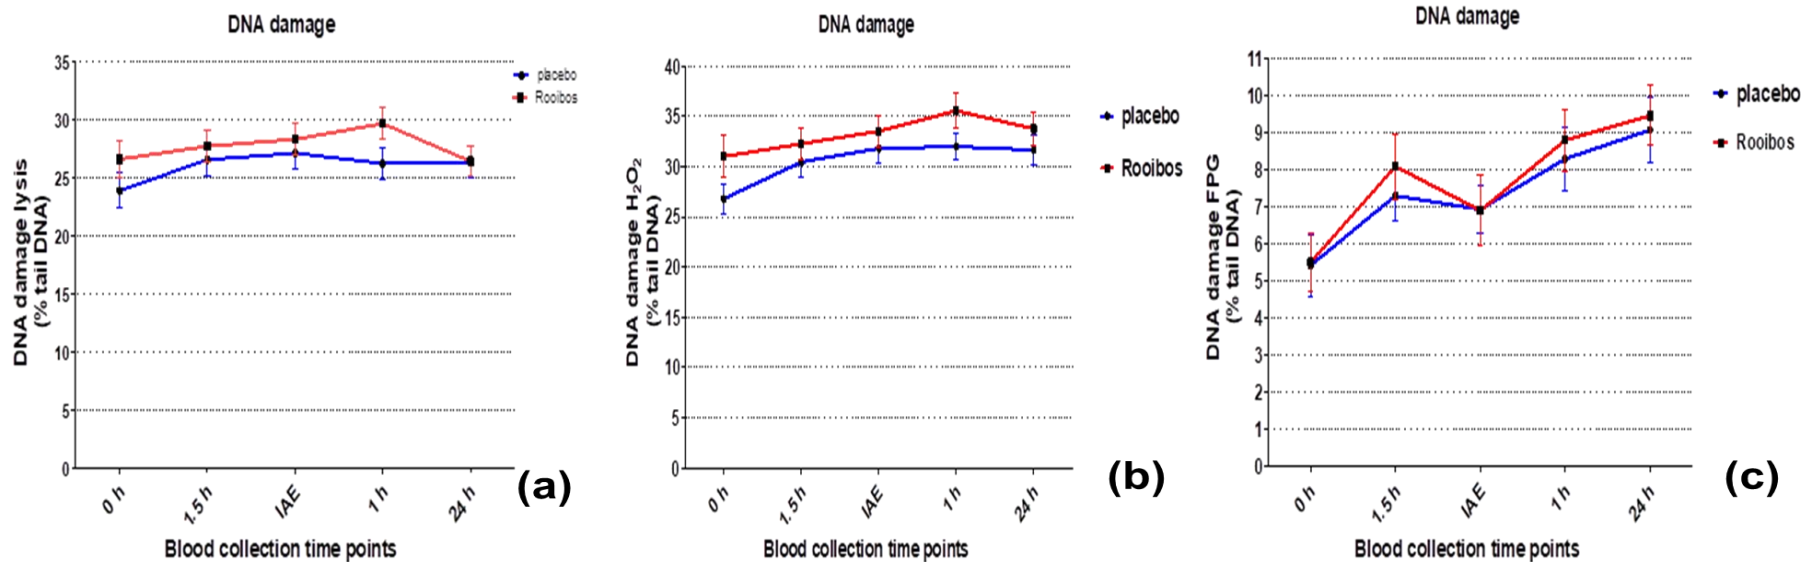 DNA damage
35
30
25
20
15
10
5
0
DNA damage lysis
(% tail DNA)
placebo
Rooibos
0 h
1.5 h
IAE
1 h
24 h
Blood collection time points
(a)
DNA damage
40
35
30
25
20
15
10
5
0
DNA damage H₂O₂
(% tail DNA)
placebo
Rooibos
0 h
1.5 h
IAE
1 h
24 h
Blood collection time points
(b)
DNA damage
11
10
9
8
7
6
5
4
3
2
1
0
DNA damage FPG
(% tail DNA)
placebo
Rooibos
0 h
1.5 h
IAE
1 h
24 h
Blood collection time points
(c)